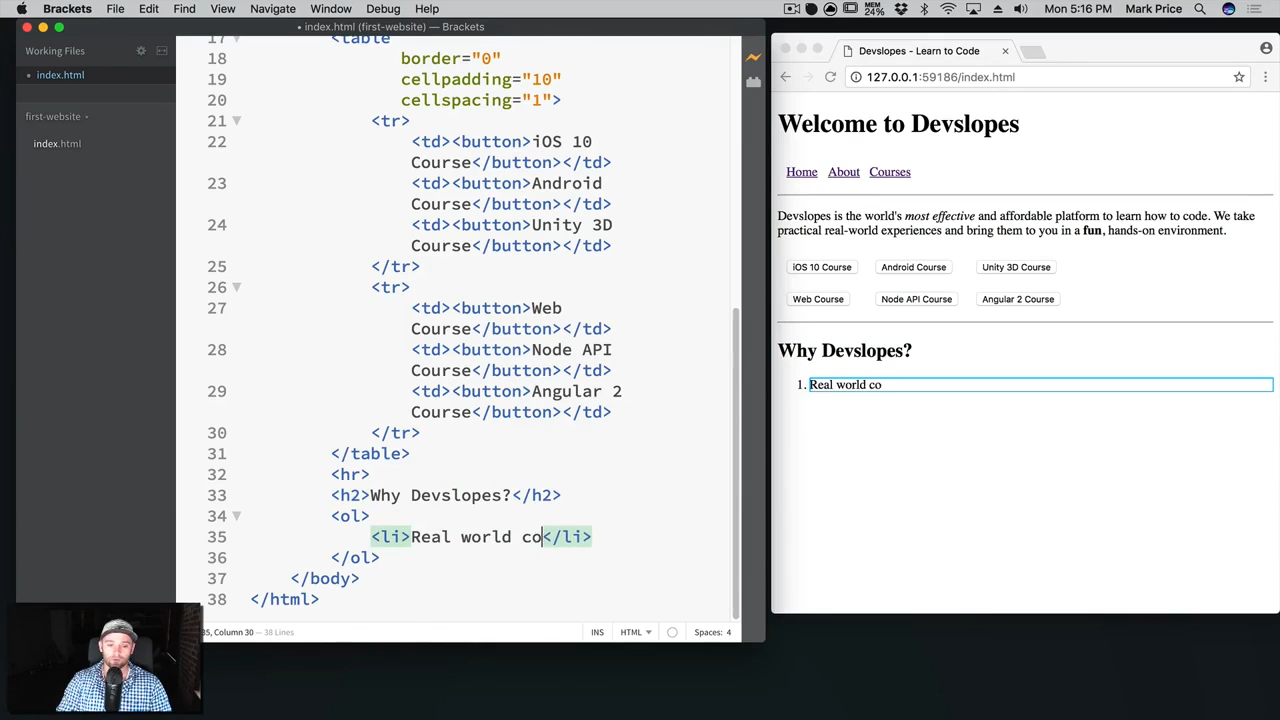 Brackets File Edit Find View Navigate Window Debug Help MEM 24% Mon 5:16 PM Mark Price
• index.html (first-website) — Brackets
Working Files
• index.html
first-website
index.html
17 <table
18 border="0"
19 cellpadding="10"
20 cellspacing="1">
21 <tr>
22 <td><button>iOS 10
Course</button></td>
23 <td><button>Android
Course</button></td>
24 <td><button>Unity 3D
Course</button></td>
25 </tr>
26 <tr>
27 <td><button>Web
Course</button></td>
28 <td><button>Node API
Course</button></td>
29 <td><button>Angular 2
Course</button></td>
30 </tr>
31 </table>
32 <hr>
33 <h2>Why Devslopes?</h2>
34 <ol>
35 <li>Real world co</li>
36 </ol>
37 </body>
38 </html>
35, Column 30 — 38 Lines
INS HTML Spaces: 4
Devslopes - Learn to Code
127.0.0.1:59186/index.html
Welcome to Devslopes
Home About Courses
Devslopes is the world's most effective and affordable platform to learn how to code. We take
practical real-world experiences and bring them to you in a fun, hands-on environment.
iOS 10 Course Android Course Unity 3D Course
Web Course Node API Course Angular 2 Course
Why Devslopes?
1. Real world co